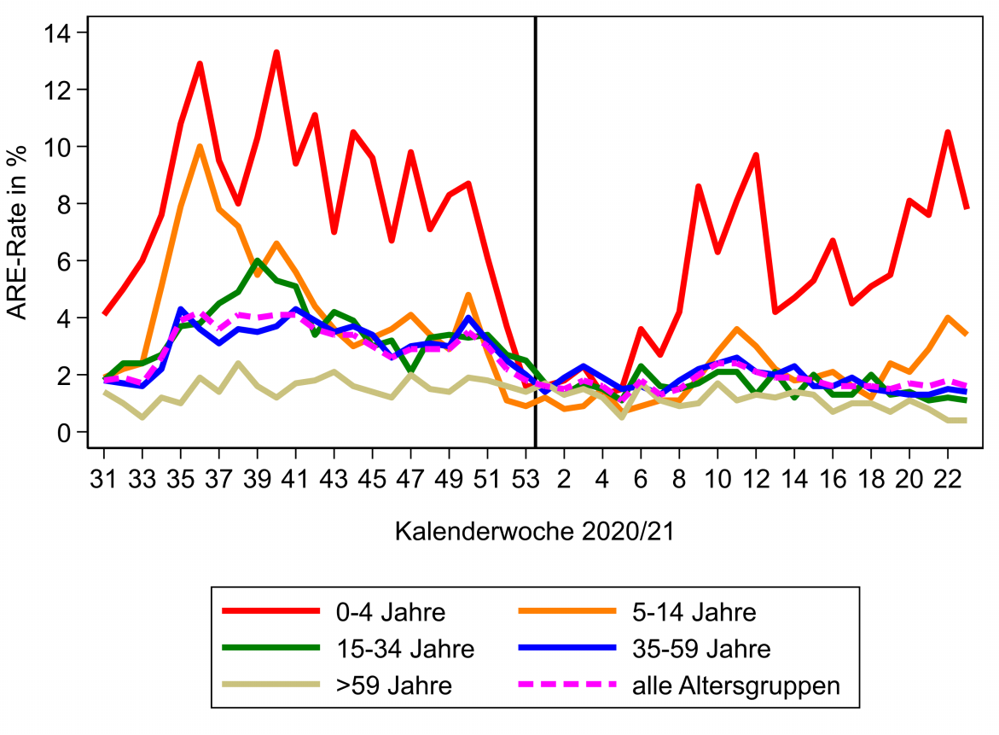 14
12
10
8
6
4
2
0
ARE-Rate in %
31 33 35 37 39 41 43 45 47 49 51 53 2 4 6 8 10 12 14 16 18 20 22
Kalenderwoche 2020/21
0-4 Jahre 5-14 Jahre
15-34 Jahre 35-59 Jahre
>59 Jahre alle Altersgruppen